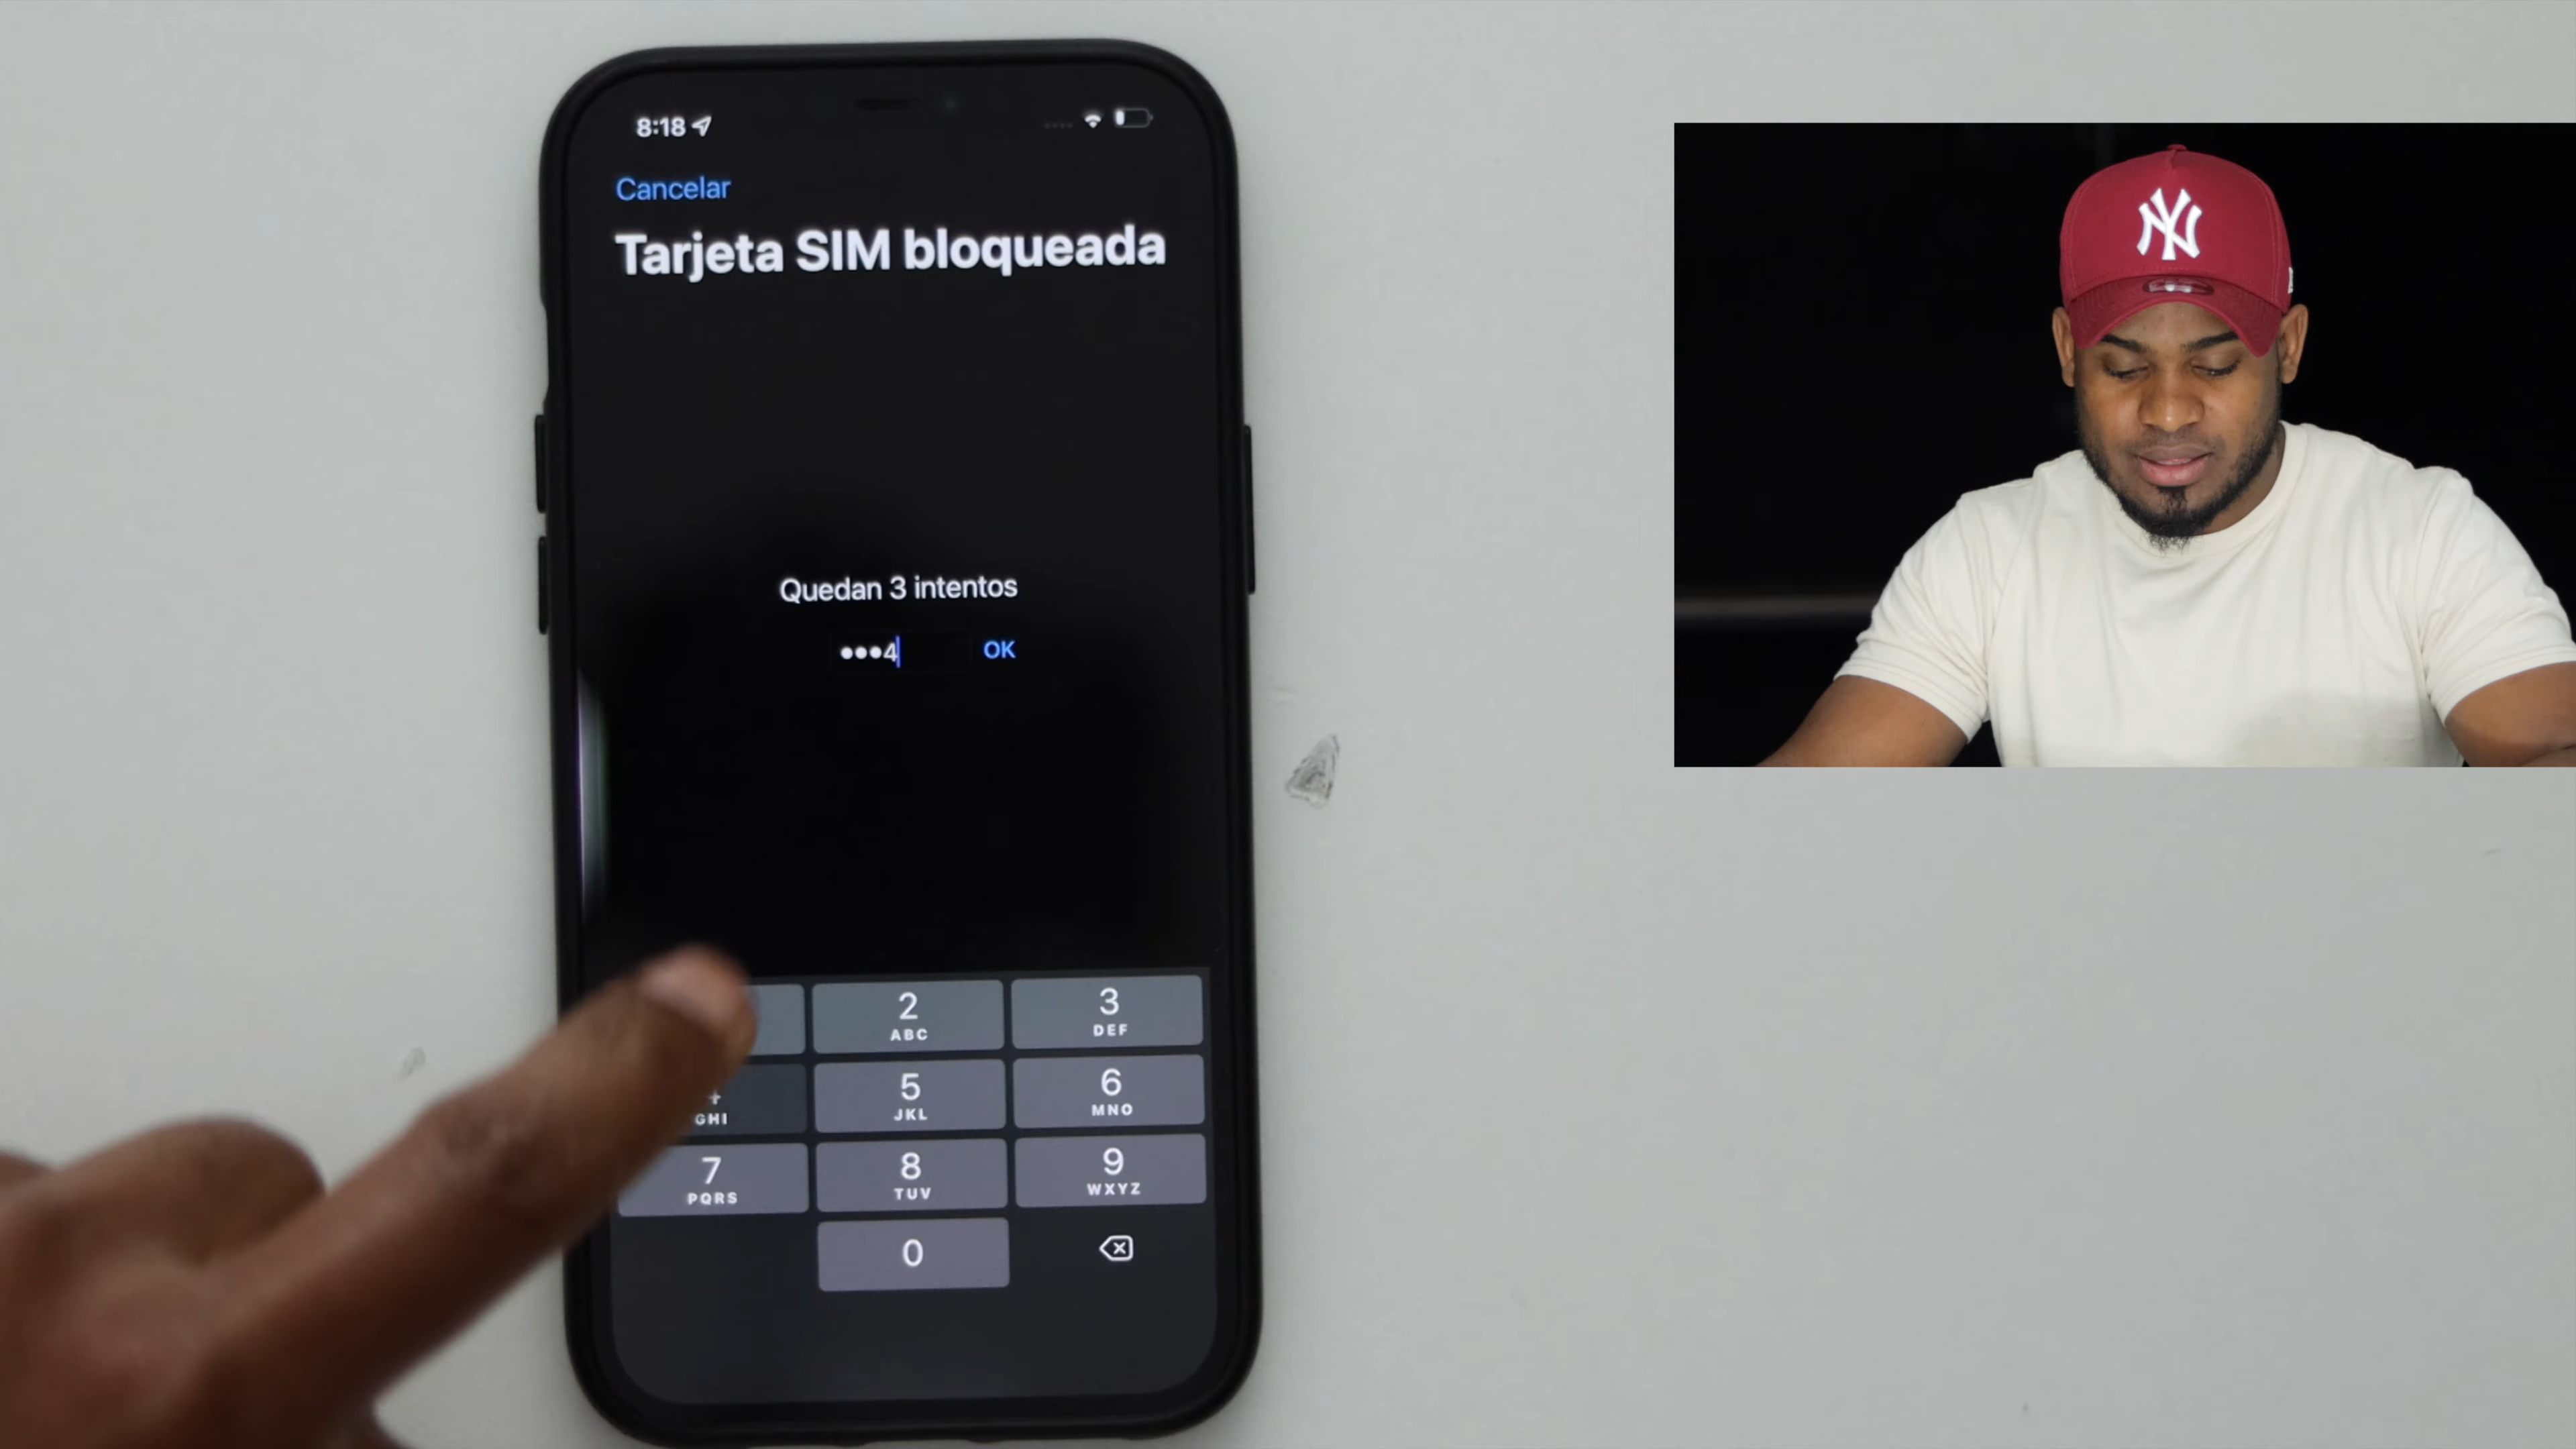 8:18
Cancelar
Tarjeta SIM bloqueada
Quedan 3 intentos
•••4 OK
2 3
ABC DEF
5 6
GHI JKL MNO
7 8 9
PQRS TUV WXYZ
0
NY